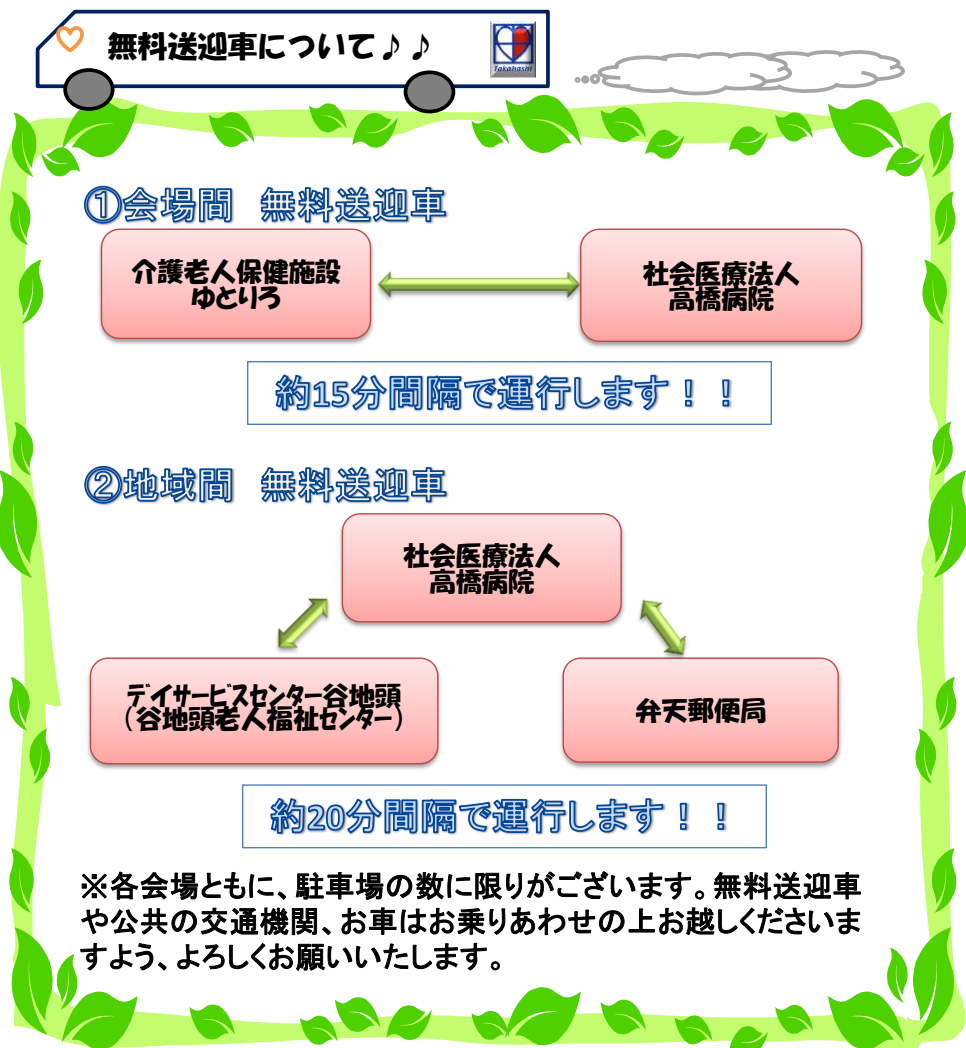 無料送迎車について♪♪
Takahashi
①会場間　無料送迎車
介護老人保健施設
ゆとりろ
社会医療法人
高橋病院
約15分間隔で運行します！！
②地域間　無料送迎車
社会医療法人
高橋病院
デイサービスセンター谷地頭
（谷地頭老人福祉センター）
弁天郵便局
約20分間隔で運行します！！
※各会場ともに、駐車場の数に限りがございます。無料送迎車
や公共の交通機関、お車はお乗りあわせの上お越しくださいま
すよう、よろしくお願いいたします。